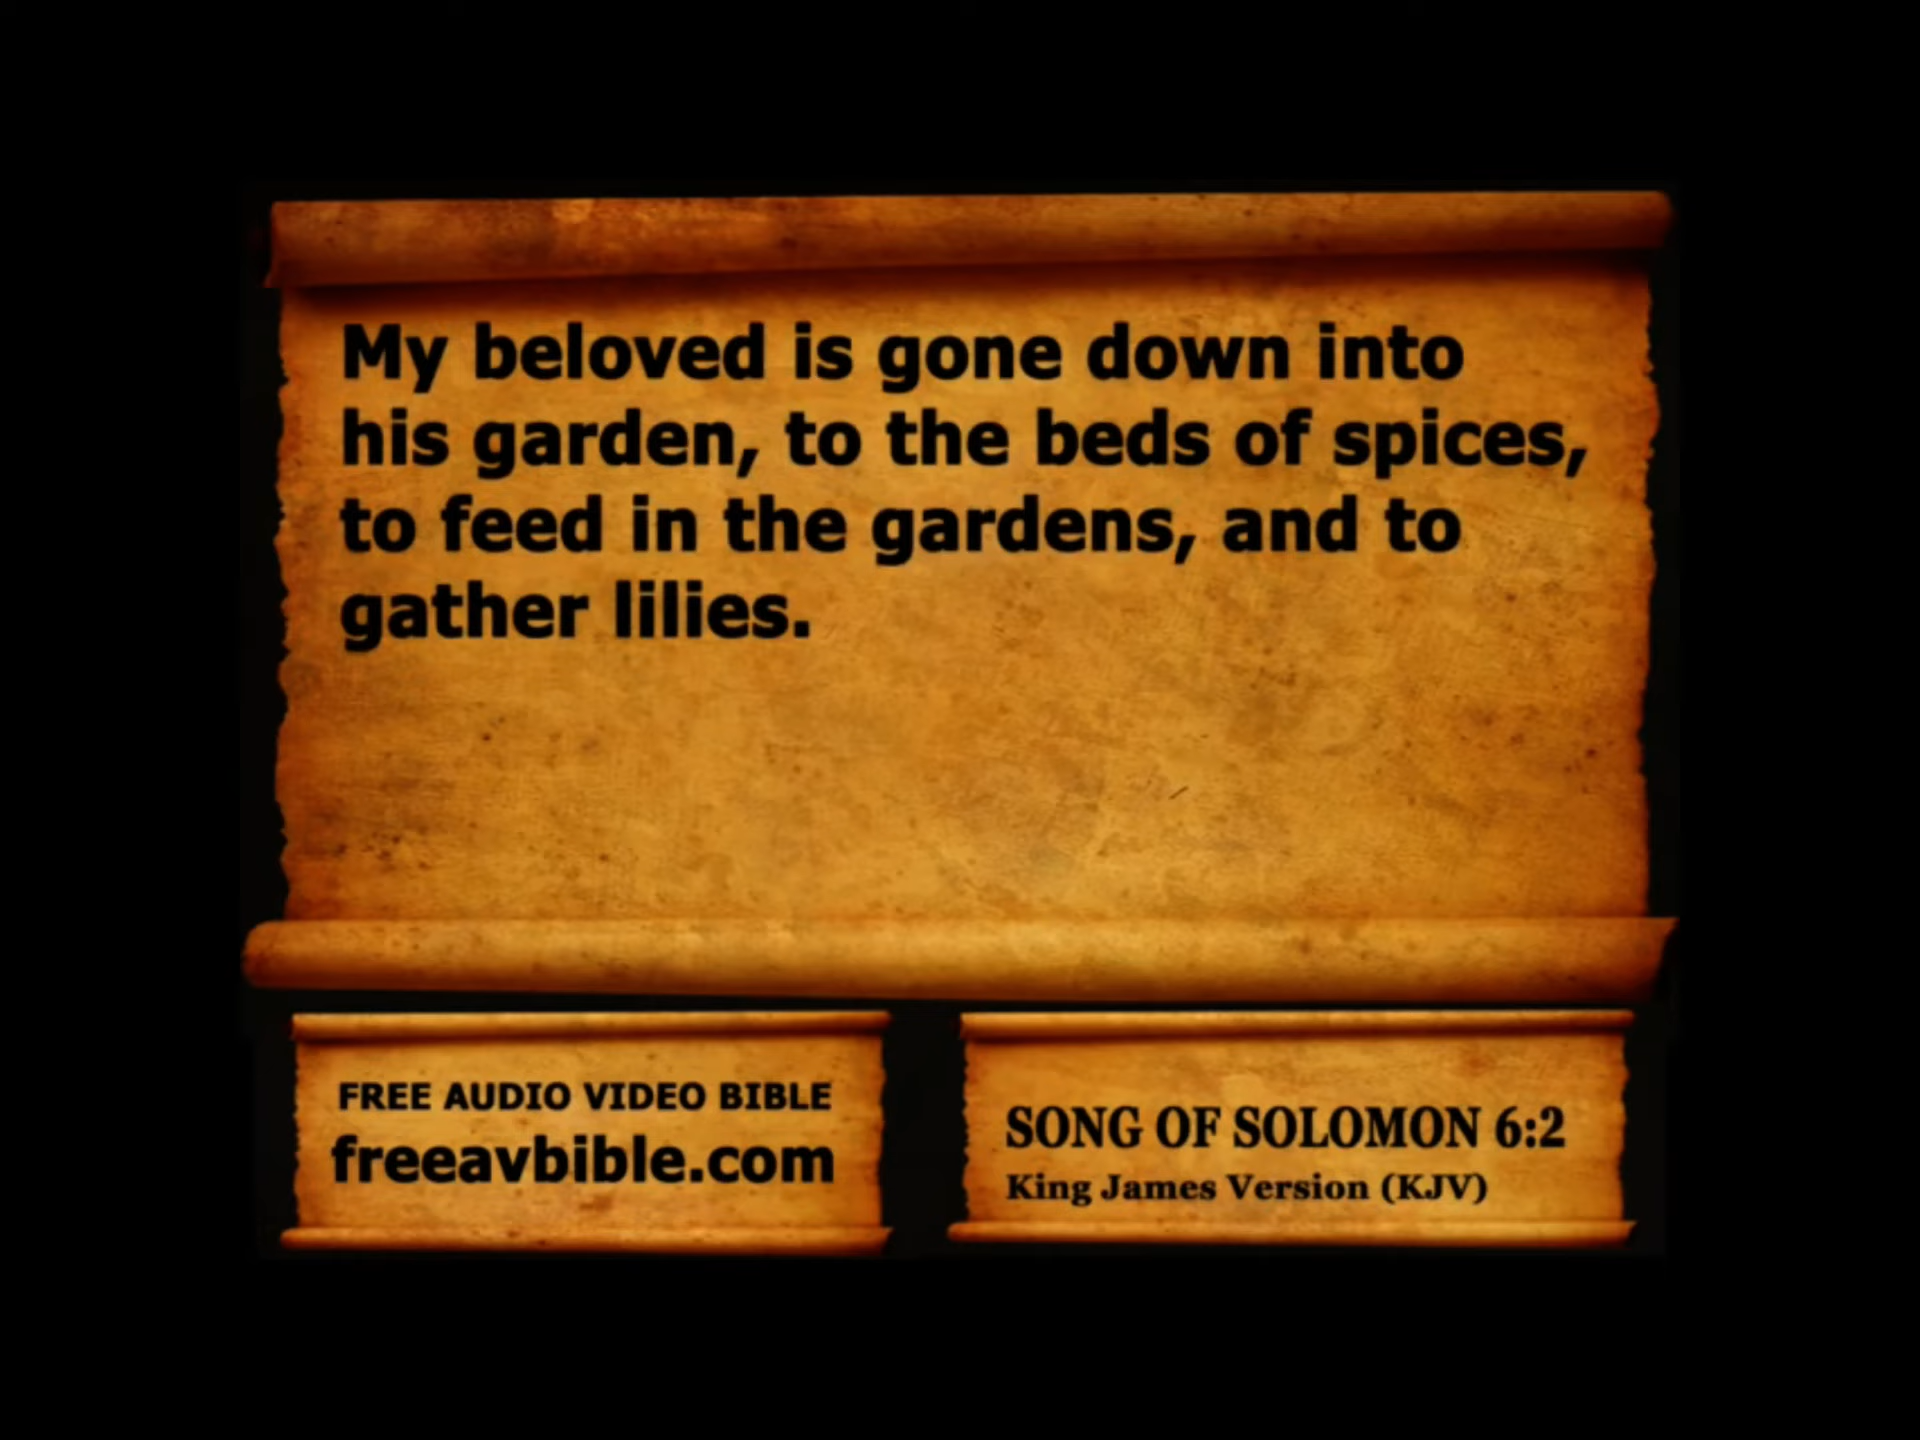 My beloved is gone down into
his garden, to the beds of spices,
to feed in the gardens, and to
gather lilies.
FREE AUDIO VIDEO BIBLE
freeavbible.com
SONG OF SOLOMON 6:2
King James Version (KJV)